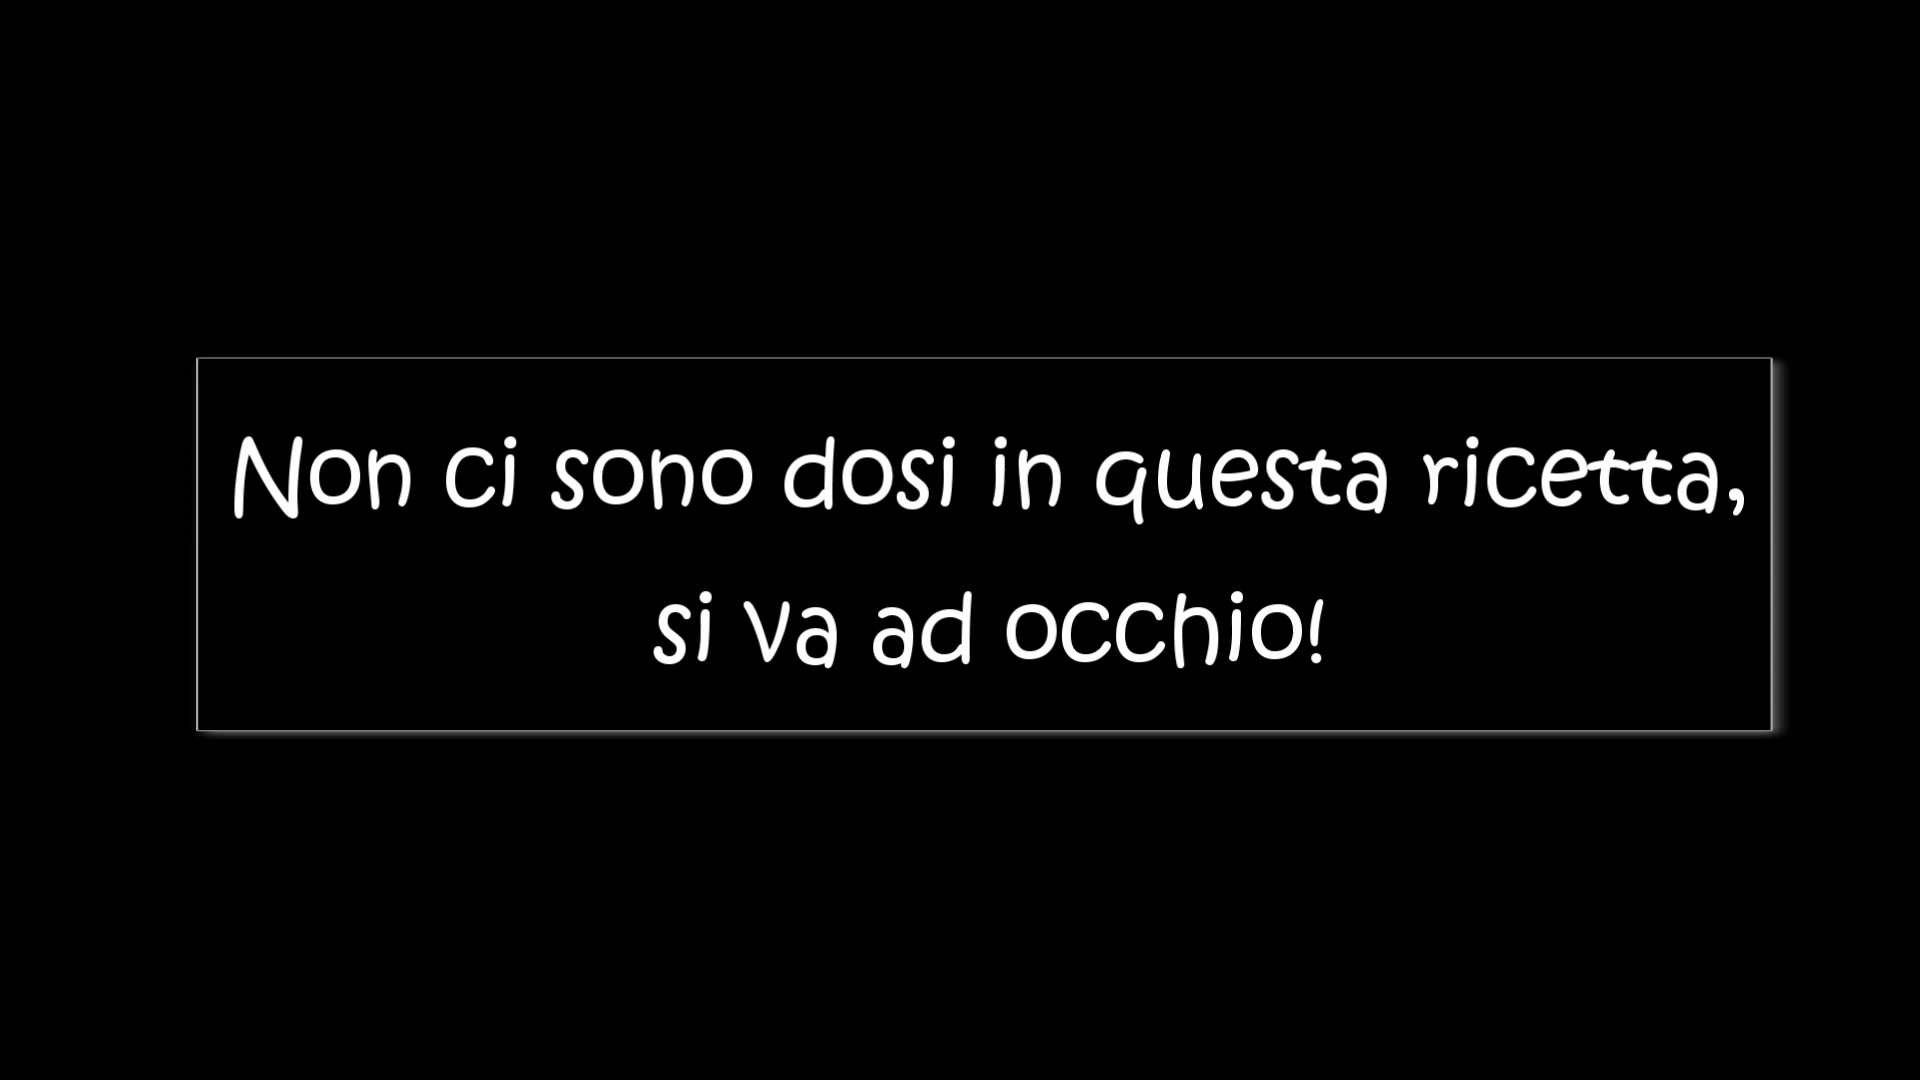 Non ci sono dosi in questa ricetta,
si va ad occhio!